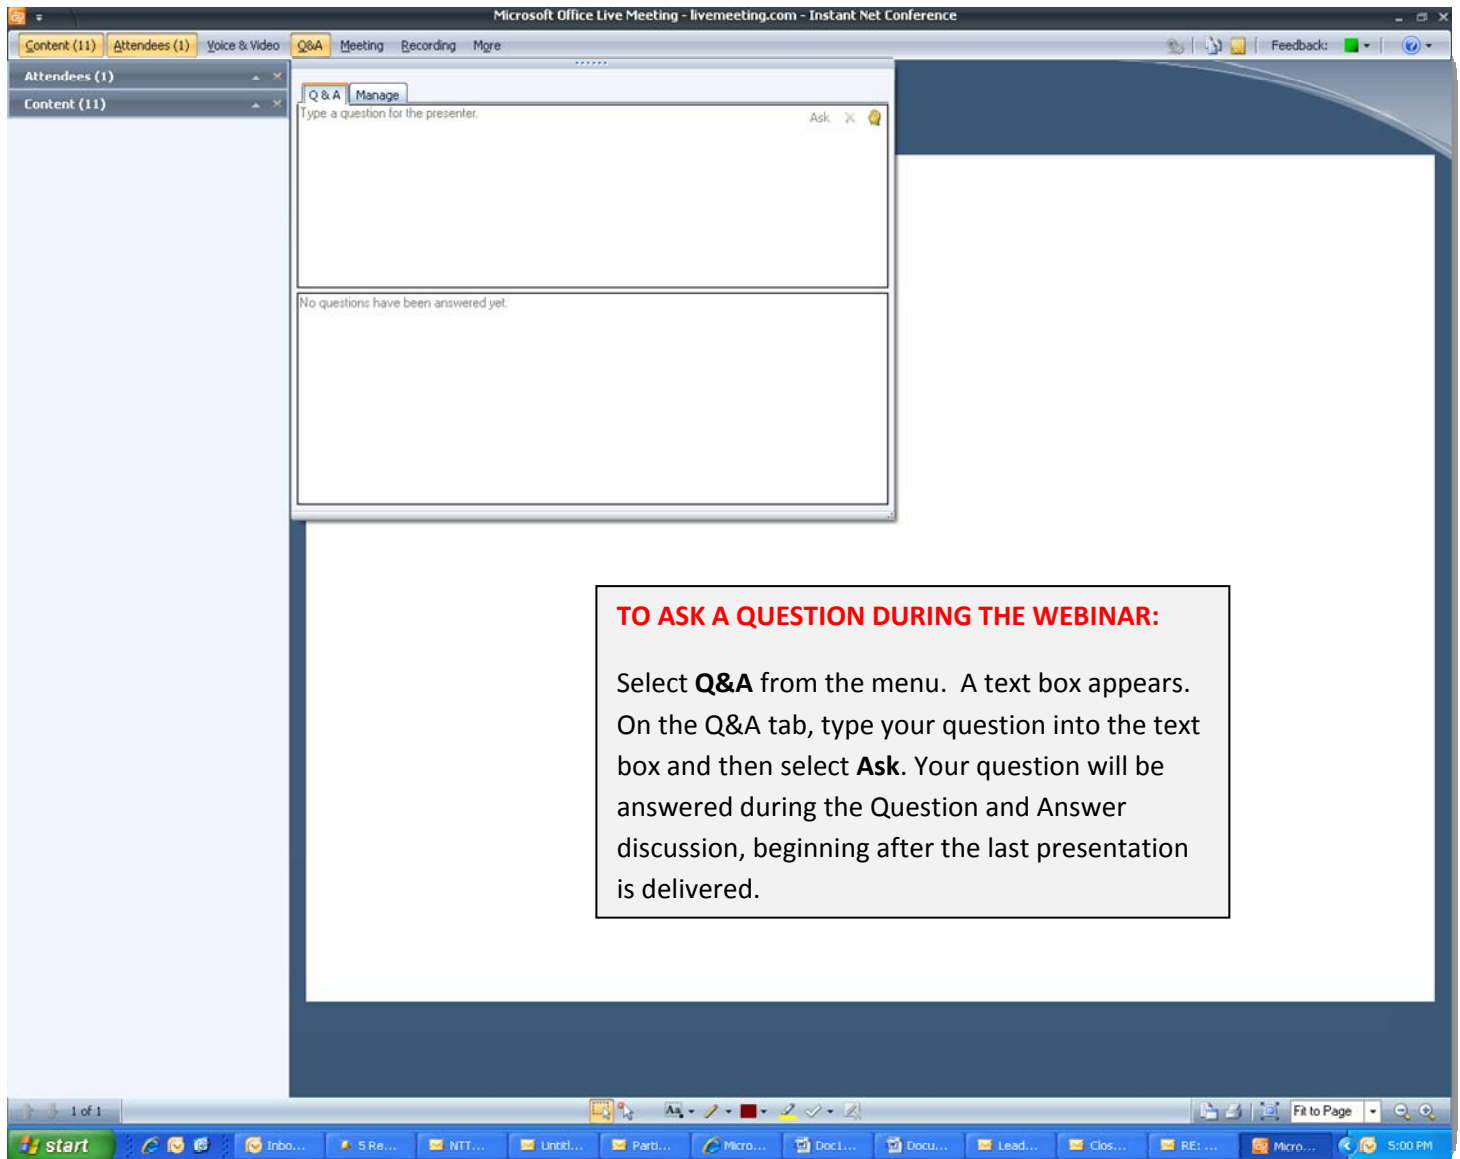 Microsoft Office Live Meeting - livemeeting.com - Instant Net Conference
Content (11) Attendees (1) Voice & Video Q&A Meeting Recording More Feedback:
Attendees (1)
Content (11)
Q & A Manage
Type a question for the presenter. Ask
No questions have been answered yet.
TO ASK A QUESTION DURING THE WEBINAR:
Select Q&A from the menu. A text box appears.
On the Q&A tab, type your question into the text
box and then select Ask. Your question will be
answered during the Question and Answer
discussion, beginning after the last presentation
is delivered.
1 of 1 Aa Fit to Page
start Inbo... 5 Re... NTT... Untitl... Parti... Micro... Doc1... Docu... Lead... Clos... RE: ... Micro... 5:00 PM